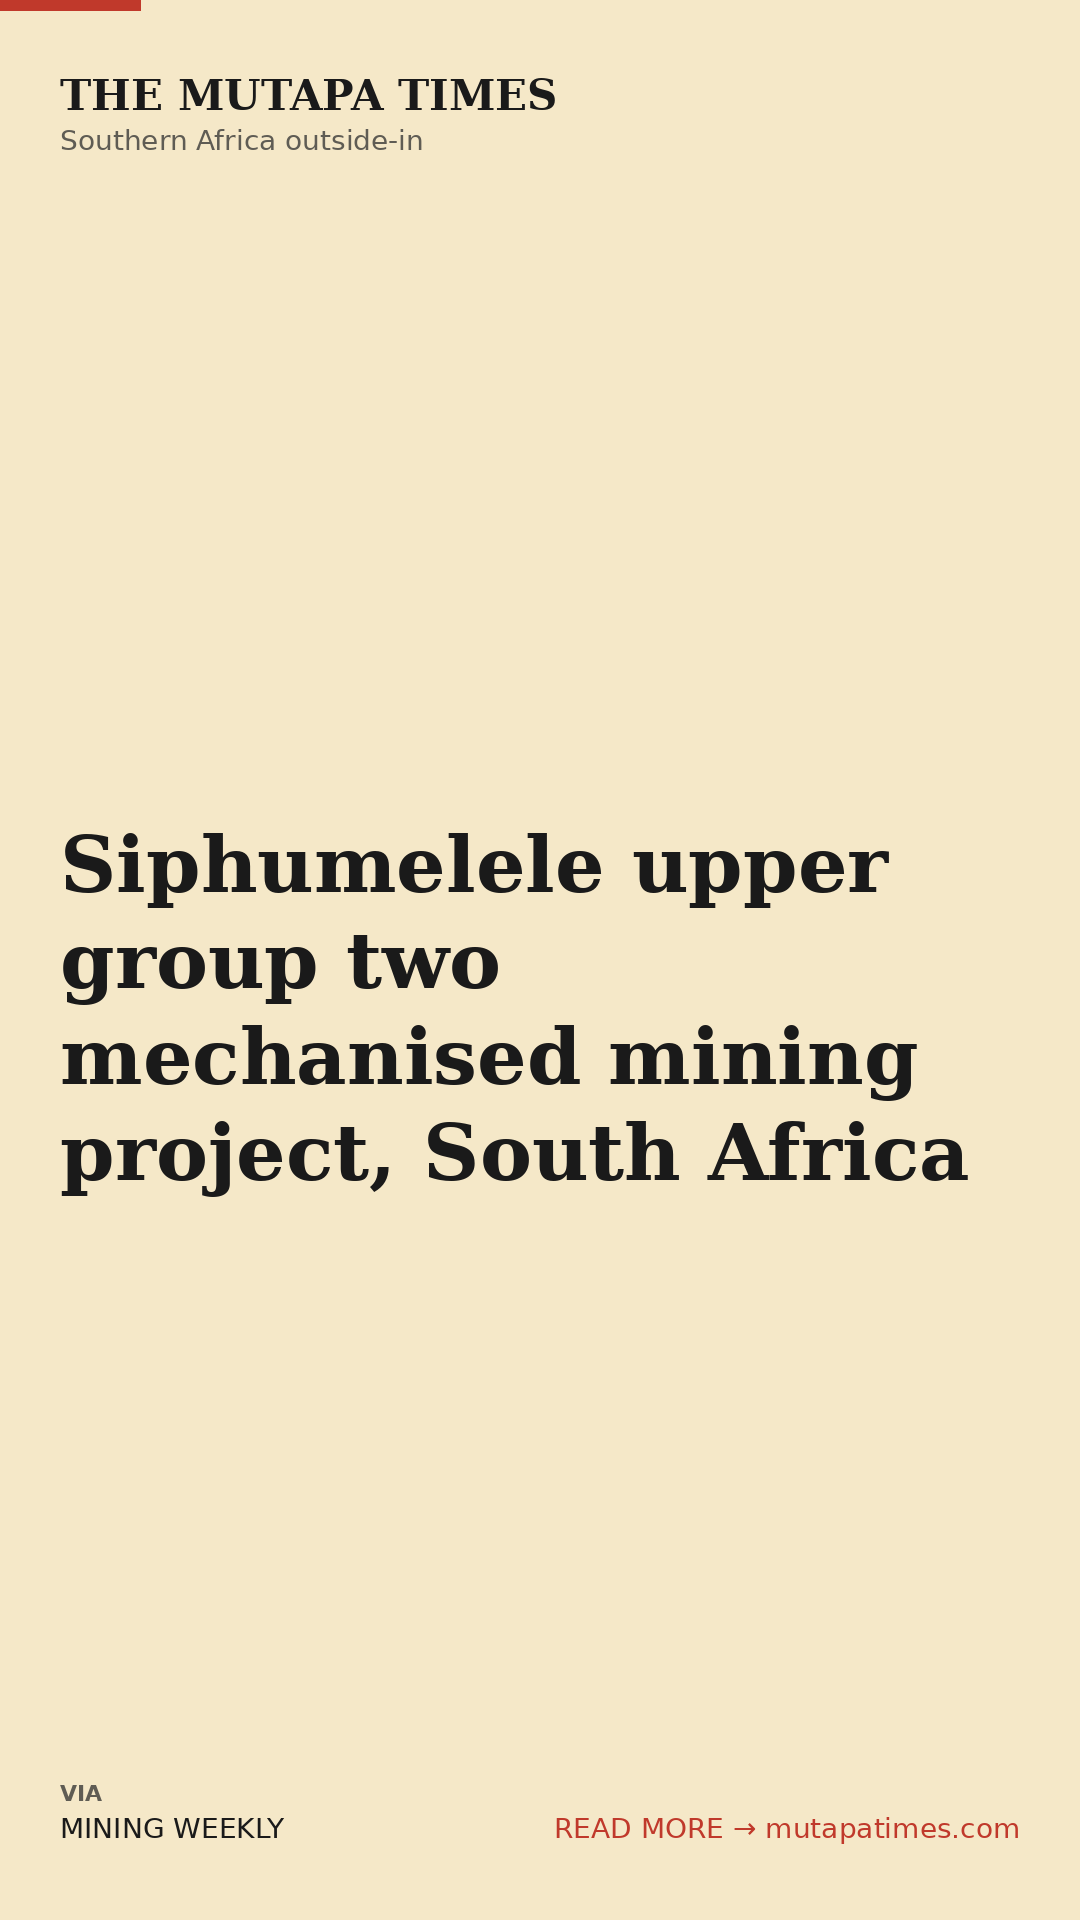 THE MUTAPA TIMES
Southern Africa outside-in
Siphumelele upper
group two
mechanised mining
project, South Africa
VIA
MINING WEEKLY
READ MORE → mutapatimes.com